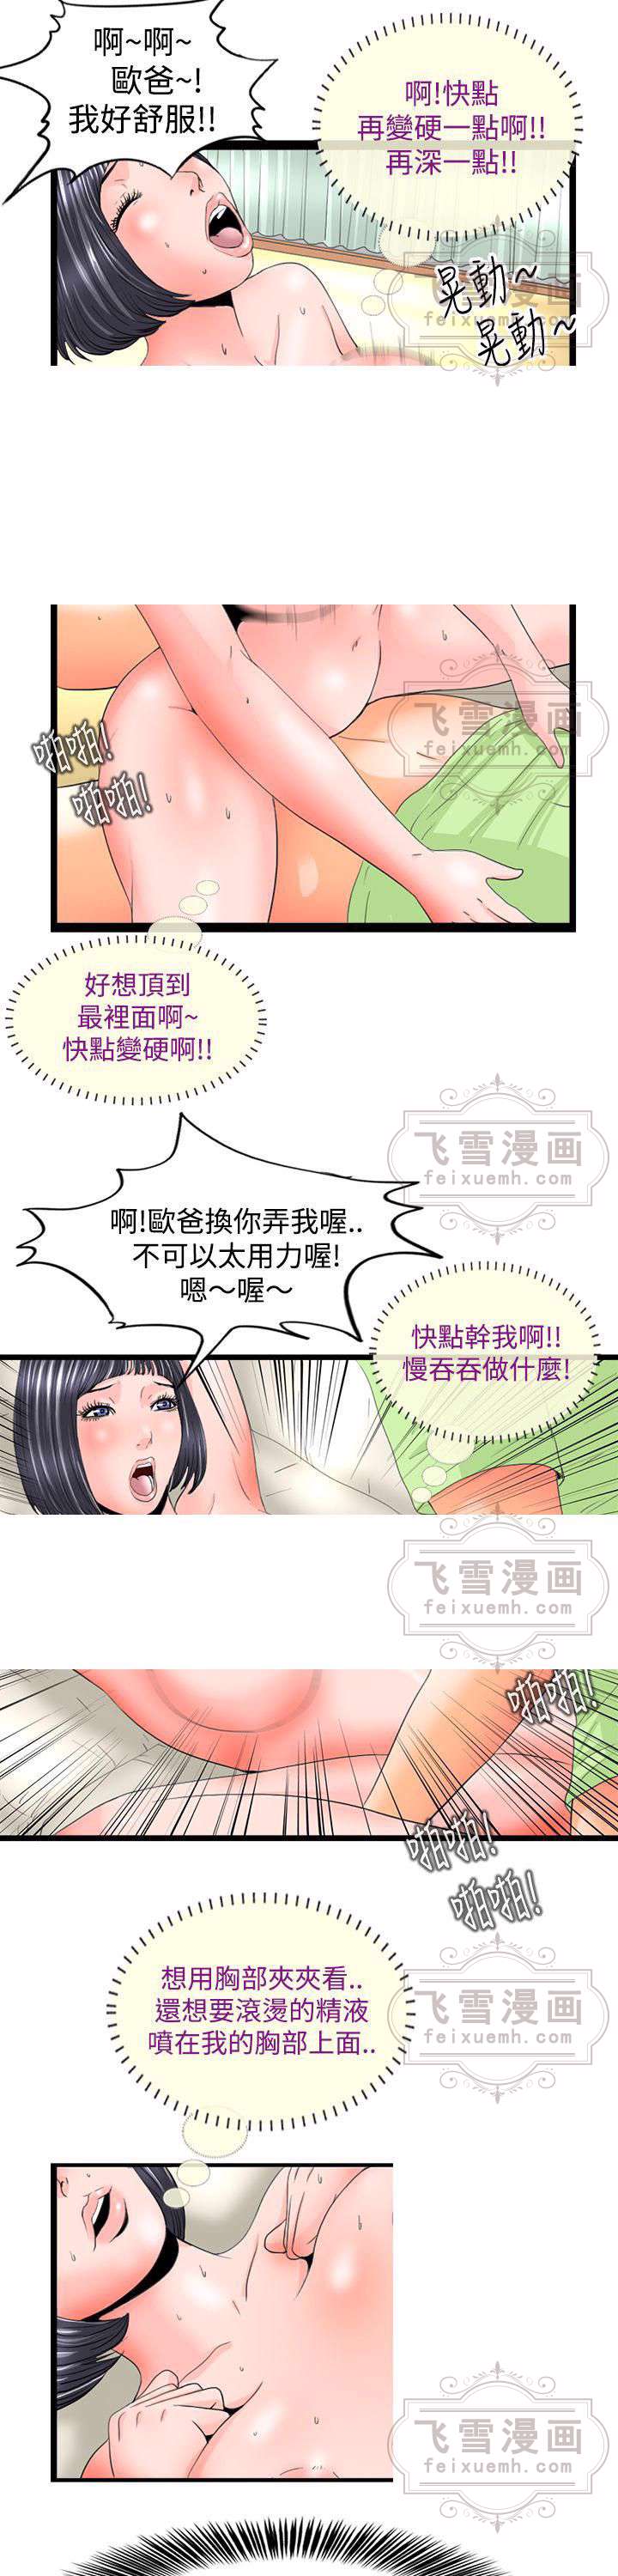 啊~啊~
歐爸~!
我好舒服!!
啊!快點
再變硬一點啊!!
再深一點!!
晃動~
晃動~
飞雪漫画
feixuemh.com
飞雪漫画
feixuemh.com
啪啪!
啪啪!
好想頂到
最裡面啊~
快點變硬啊!!
飞雪漫画
feixuemh.com
啊!歐爸換你弄我喔..
不可以太用力喔!
嗯～喔～
快點幹我啊!!
慢吞吞做什麼!
飞雪漫画
feixuemh.com
啪啪!
啪啪!
啪啪!
想用胸部夾夾看..
還想要滾燙的精液
噴在我的胸部上面..
飞雪漫画
feixuemh.com
飞雪漫画
feixuemh.com